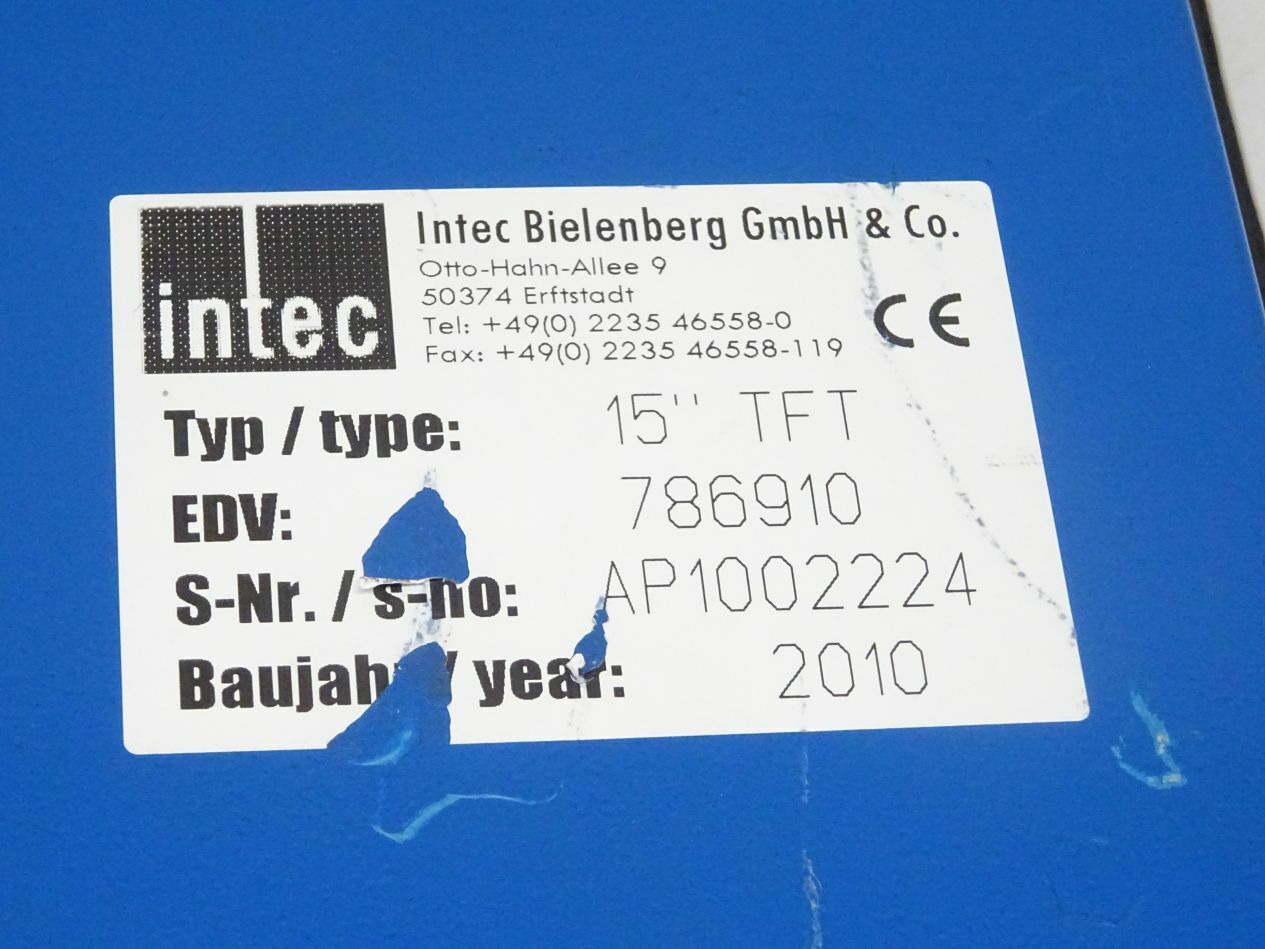 intec
Intec Bielenberg GmbH & Co.
Otto-Hahn-Allee 9
50374 Erftstadt
Tel: +49(0) 2235 46558-0
Fax: +49(0) 2235 46558-119
CE
Typ / type: 15'' TFT
EDV: 786910
S-Nr. / s-no: AP1002224
Baujahr / year: 2010